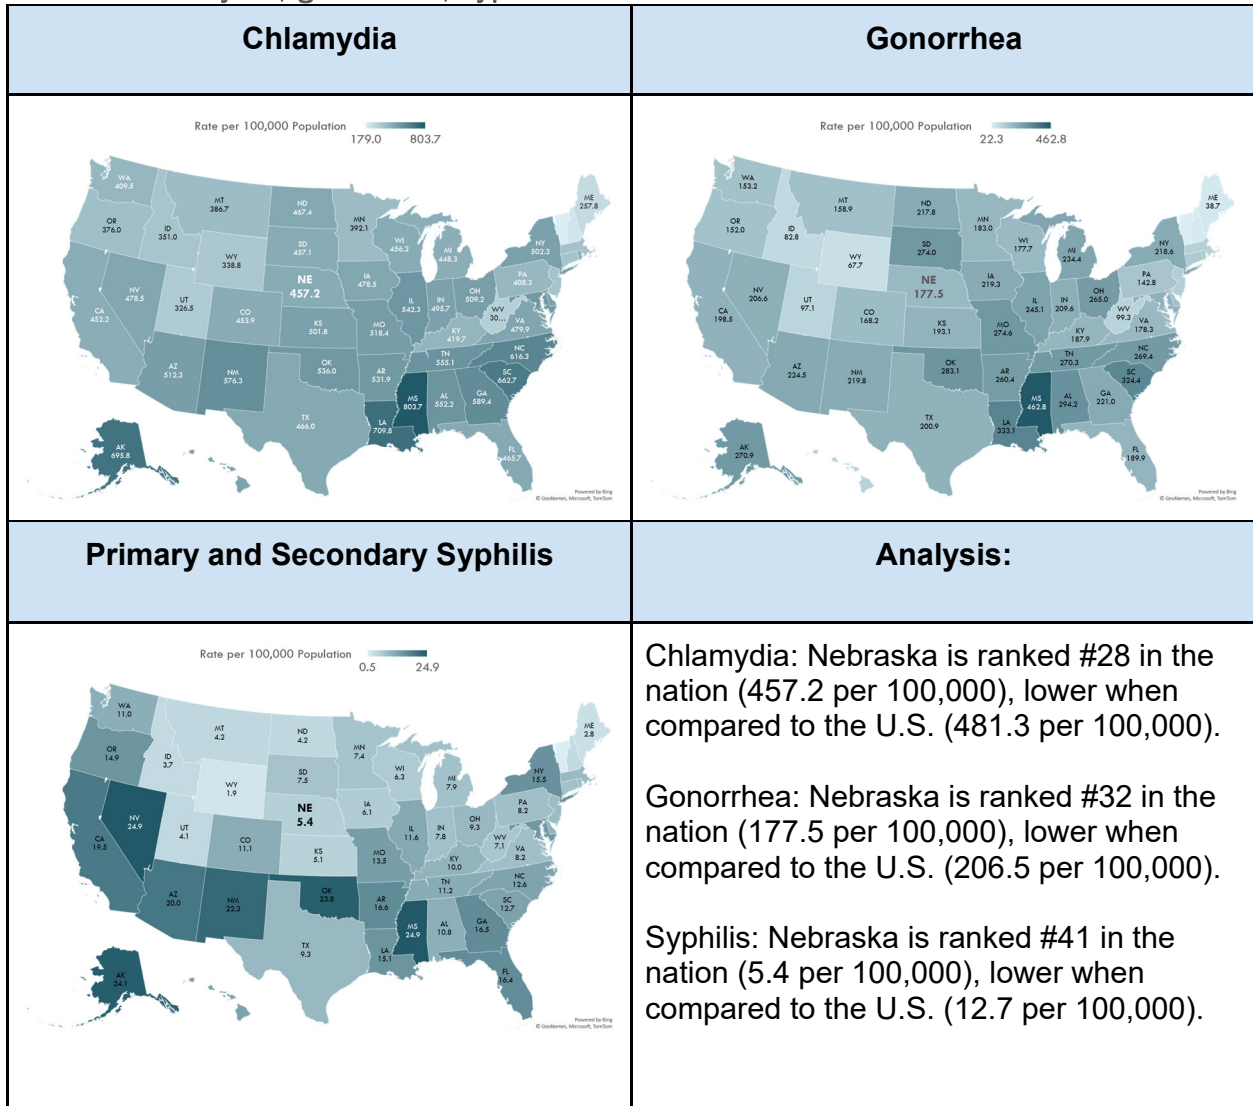 Chlamydia
Gonorrhea
Rate per 100,000 Population
179.0 803.7
WA
409.5
OR
376.0
ID
351.0
MT
386.7
ND
467.4
MN
392.1
SD
457.1
WY
338.8
WI
456.2
MI
448.3
NY
502.3
ME
257.8
NE
457.2
IA
478.5
PA
408.3
NV
478.5
UT
326.5
CO
453.9
IL
542.3
IN
495.7
OH
509.2
WV
30...
VA
479.9
CA
452.2
KS
501.8
MO
518.4
KY
419.7
NC
616.3
TN
555.1
AZ
512.3
NM
576.3
OK
536.0
AR
531.9
SC
662.7
MS
803.7
AL
552.2
GA
589.4
TX
466.0
LA
709.8
FL
465.7
AK
695.8
Powered by Bing
© GeoNames, Microsoft, TomTom
Rate per 100,000 Population
22.3 462.8
WA
153.2
OR
152.0
ID
82.8
MT
158.9
ND
217.8
MN
183.0
SD
274.0
WY
67.7
WI
177.7
MI
234.4
NY
218.6
ME
38.7
NE
177.5
IA
219.3
PA
142.8
NV
206.6
UT
97.1
CO
168.2
IL
245.1
IN
209.6
OH
265.0
WV
99.3
VA
178.3
CA
198.5
KS
193.1
MO
274.6
KY
187.9
NC
269.4
TN
270.3
AZ
224.5
NM
219.8
OK
283.1
AR
260.4
SC
324.4
MS
462.8
AL
294.2
GA
221.0
TX
200.9
LA
333.1
FL
189.9
AK
270.9
Powered by Bing
© GeoNames, Microsoft, TomTom
Primary and Secondary Syphilis
Analysis:
Rate per 100,000 Population
0.5 24.9
WA
11.0
OR
14.9
ID
3.7
MT
4.2
ND
4.2
MN
7.4
SD
7.5
WY
1.9
WI
6.3
MI
7.9
NY
15.5
ME
2.8
NE
5.4
IA
6.1
PA
8.2
NV
24.9
UT
4.1
CO
11.1
IL
11.6
IN
7.8
OH
9.3
WV
7.1
VA
8.2
CA
19.5
KS
5.1
MO
13.5
KY
10.0
NC
12.6
TN
11.2
AZ
20.0
NM
22.3
OK
23.8
AR
16.6
SC
12.7
MS
24.9
AL
10.8
GA
16.5
TX
9.3
LA
15.1
FL
16.4
AK
24.1
Powered by Bing
© GeoNames, Microsoft, TomTom
Chlamydia: Nebraska is ranked #28 in the
nation (457.2 per 100,000), lower when
compared to the U.S. (481.3 per 100,000).
Gonorrhea: Nebraska is ranked #32 in the
nation (177.5 per 100,000), lower when
compared to the U.S. (206.5 per 100,000).
Syphilis: Nebraska is ranked #41 in the
nation (5.4 per 100,000), lower when
compared to the U.S. (12.7 per 100,000).